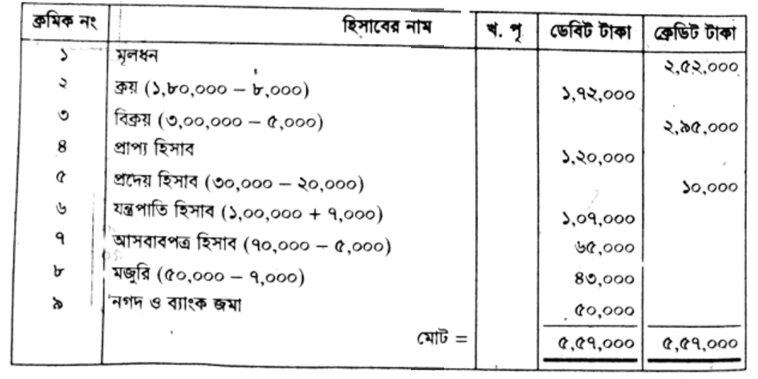 ক্রমিক নং হিসাবের নাম খ. পৃ ডেবিট টাকা ক্রেডিট টাকা
১ মূলধন ২,৫২,০০০
২ ক্রয় (১,৮০,০০০ – ৮,০০০) ১,৭২,০০০
৩ বিক্রয় (৩,০০,০০০ – ৫,০০০) ২,৯৫,০০০
৪ প্রাপ্য হিসাব ১,২০,০০০
৫ প্রদেয় হিসাব (৩০,০০০ – ২০,০০০) ১০,০০০
৬ যন্ত্রপাতি হিসাব (১,০০,০০০ + ৭,০০০) ১,০৭,০০০
৭ আসবাবপত্র হিসাব (৭০,০০০ – ৫,০০০) ৬৫,০০০
৮ মজুরি (৫০,০০০ – ৭,০০০) ৪৩,০০০
৯ নগদ ও ব্যাংক জমা ৫০,০০০
মোট = ৫,৫৭,০০০ ৫,৫৭,০০০